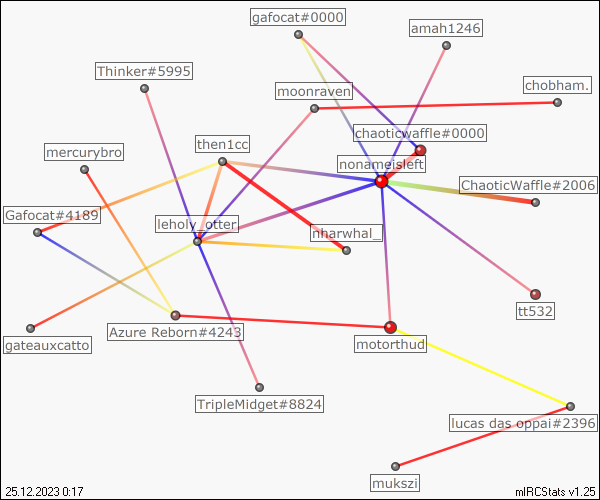 gafocat#0000
amah1246
Thinker#5995
chobham.
moonraven
chaoticwaffle#0000
then1cc
mercurybro
nonameisleft
ChaoticWaffle#2006
Gafocat#4189
leholy_otter
nharwhal_
tt532
Azure Reborn#4243
gateauxcatto
motorthud
TripleMidget#8824
lucas das oppai#2396
mukszi
25.12.2023 0:17
mIRCStats v1.25